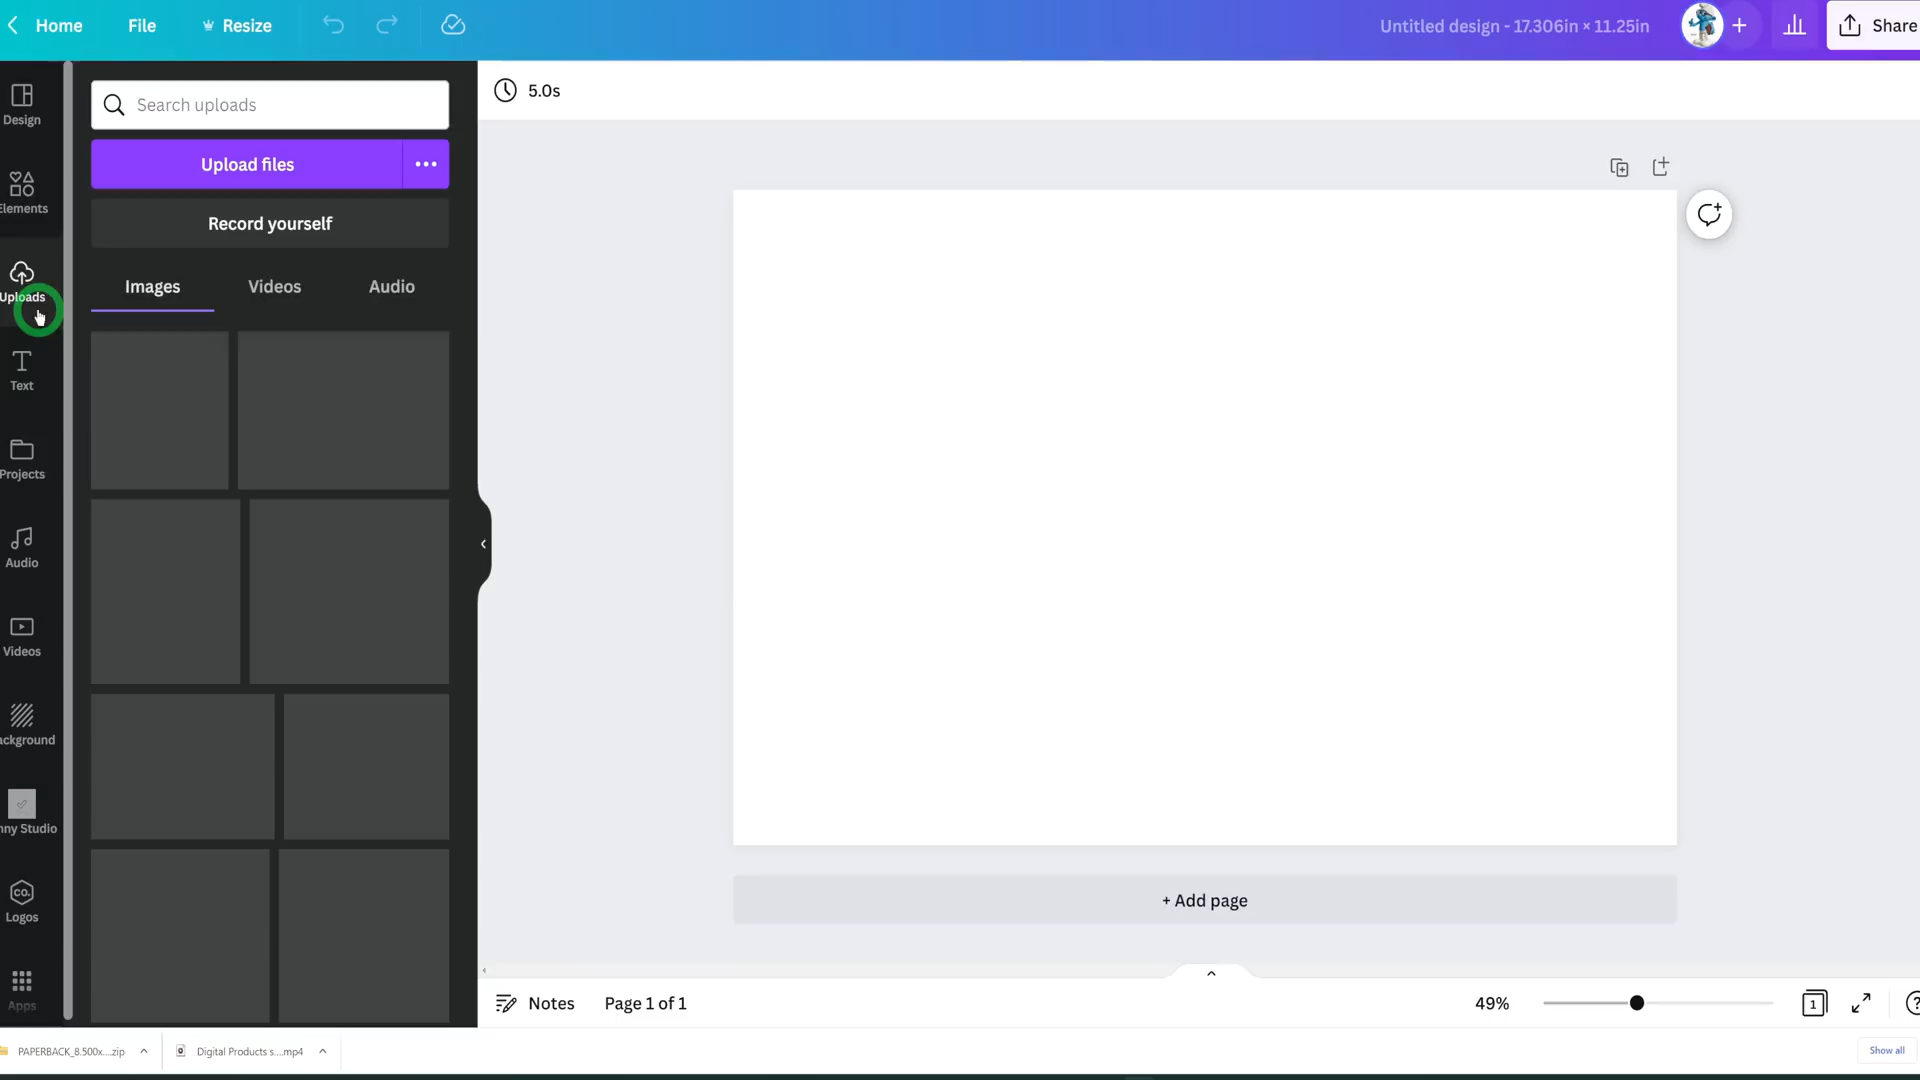 Home
File
Resize
Untitled design - 17.306in × 11.25in
Share
5.0s
Search uploads
Upload files
Record yourself
Images
Videos
Audio
Design
Elements
Uploads
Text
Projects
Audio
Videos
ackground
nny Studio
CO.
Logos
Apps
+ Add page
Notes
Page 1 of 1
49%
1
?
PAPERBACK_8.500x....zip
Digital Products s....mp4
Show all